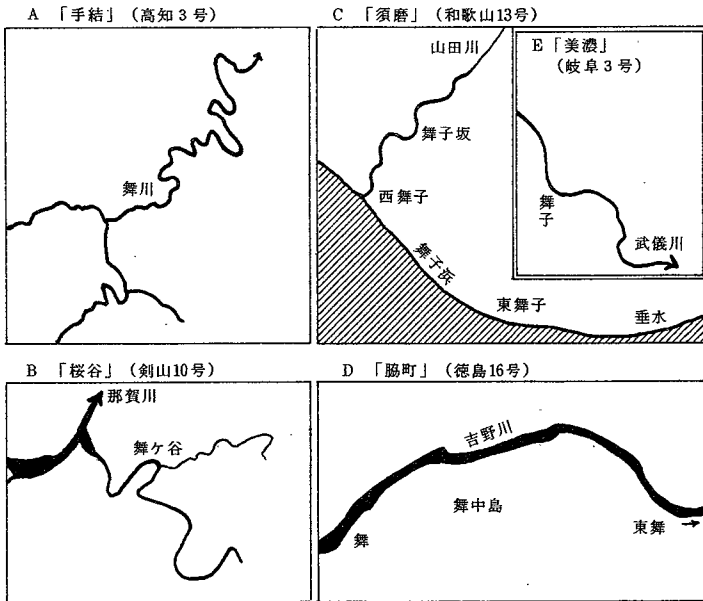 A 「手結」（高知3号）
舞川
C 「須磨」（和歌山13号）
山田川
舞子坂
西舞子
舞子浜
東舞子
垂水
E「美濃」
（岐阜3号）
舞子
武儀川
B 「桜谷」（剣山10号）
那賀川
舞ケ谷
D 「脇町」（徳島16号）
吉野川
舞中島
舞
東舞